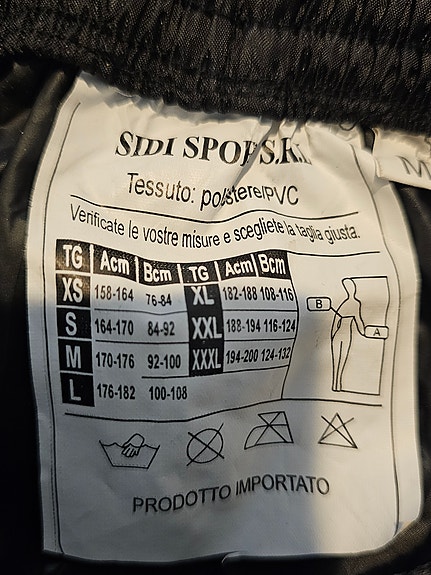 SIDI SPORT S.R.L.
M
Tessuto: poliestere/PVC
Verificate le vostre misure e scegliete la taglia giusta.
TG Acm Bcm TG Acm Bcm
XS 158-164 76-84 XL 182-188 108-116
S 164-170 84-92 XXL 188-194 116-124
M 170-176 92-100 XXXL 194-200 124-132
L 176-182 100-108
B
A
PRODOTTO IMPORTATO